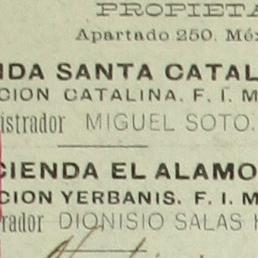 PROPIETA
Apartado 250. Méx
NDA SANTA CATAL
CION CATALINA. F. I. M
istrador MIGUEL SOTO.
CIENDA EL ALAMO
CION YERBANIS. F. I. M
rador DIONISIO SALAS H